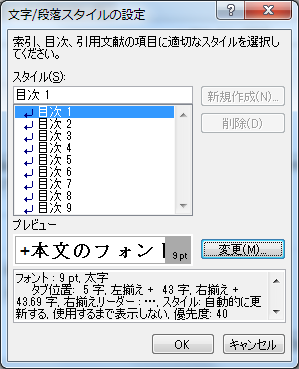 文字/段落スタイルの設定
索引、目次、引用文献の項目に適切なスタイルを選択し
てください。
スタイル(S):
目次 1
新規作成(N)...
削除(D)
目次 1
目次 2
目次 3
目次 4
目次 5
目次 6
目次 7
目次 8
目次 9
プレビュー
+本文のフォント
9 pt
変更(M)...
フォント : 9 pt, 太字
タブ位置: 5 字, 左揃え + 43 字, 右揃え +
43.69 字, 右揃えリーダー : …, スタイル: 自動的に更
新する, 使用するまで表示しない, 優先度: 40
OK
キャンセル